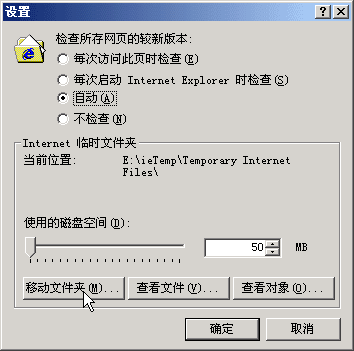 设置
检查所存网页的较新版本:
每次访问此页时检查(E)
每次启动 Internet Explorer 时检查(S)
自动(A)
不检查(N)
Internet 临时文件夹
当前位置: E:\ieTemp\Temporary Internet
Files\
使用的磁盘空间(D):
50 MB
移动文件夹(M)... 查看文件(V)... 查看对象(O)...
确定 取消